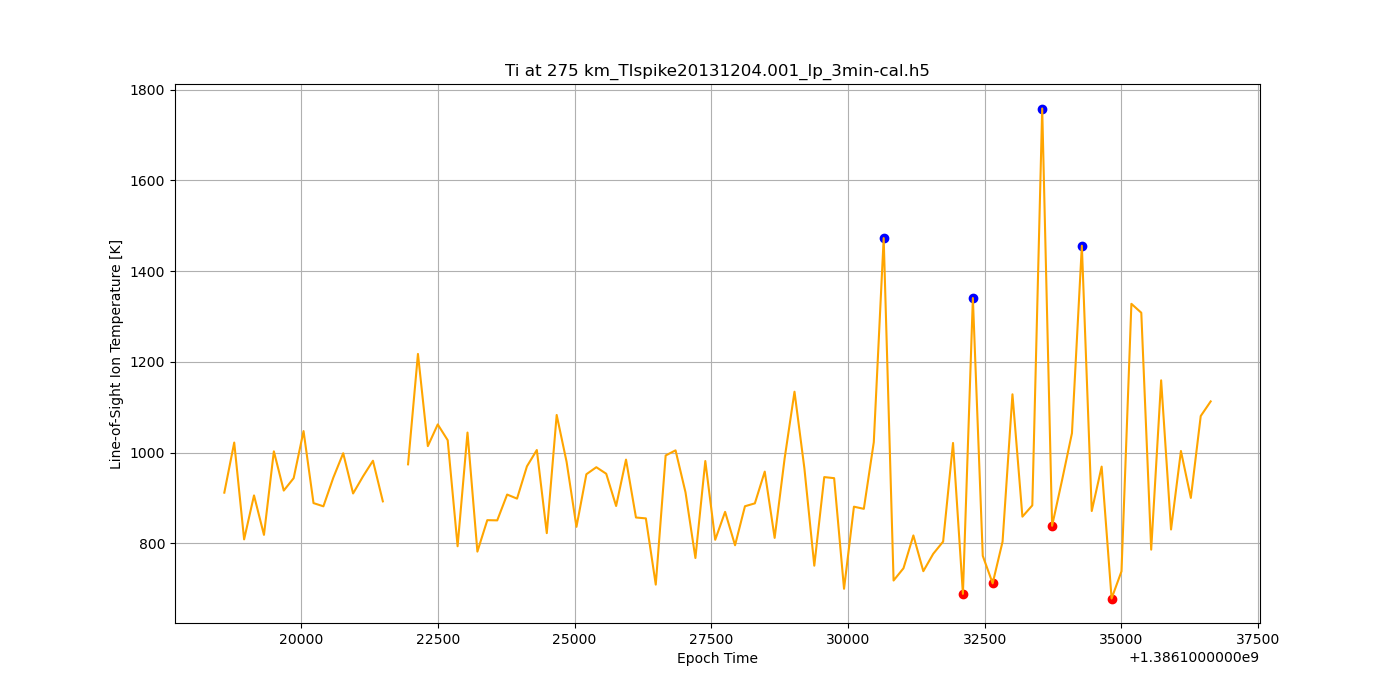 Ti at 275 km_TIspike20131204.001_lp_3min-cal.h5
1800
1600
1400
1200
1000
800
Line-of-Sight Ion Temperature [K]
20000 22500 25000 27500 30000 32500 35000 37500
Epoch Time
+1.3861000000e9